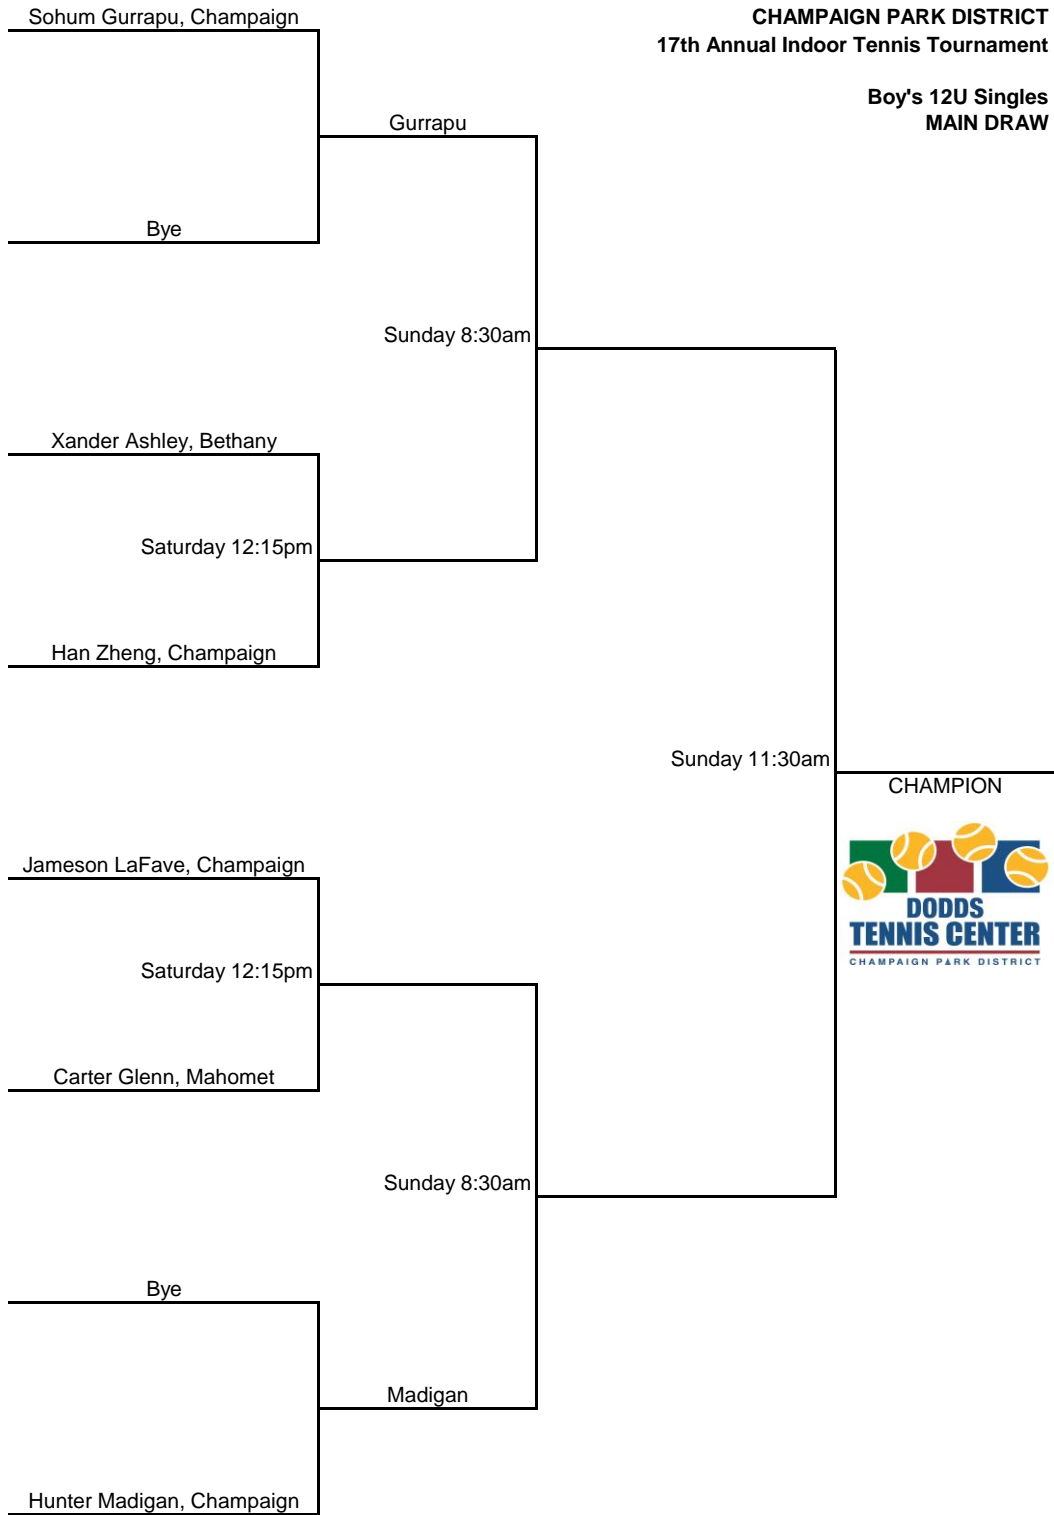 Sohum Gurrapu, Champaign
CHAMPAIGN PARK DISTRICT
17th Annual Indoor Tennis Tournament
Boy's 12U Singles
MAIN DRAW
Gurrapu
Bye
Sunday 8:30am
Xander Ashley, Bethany
Saturday 12:15pm
Han Zheng, Champaign
Sunday 11:30am
CHAMPION
Jameson LaFave, Champaign
DODDS
TENNIS CENTER
CHAMPAIGN PARK DISTRICT
Saturday 12:15pm
Carter Glenn, Mahomet
Sunday 8:30am
Bye
Madigan
Hunter Madigan, Champaign